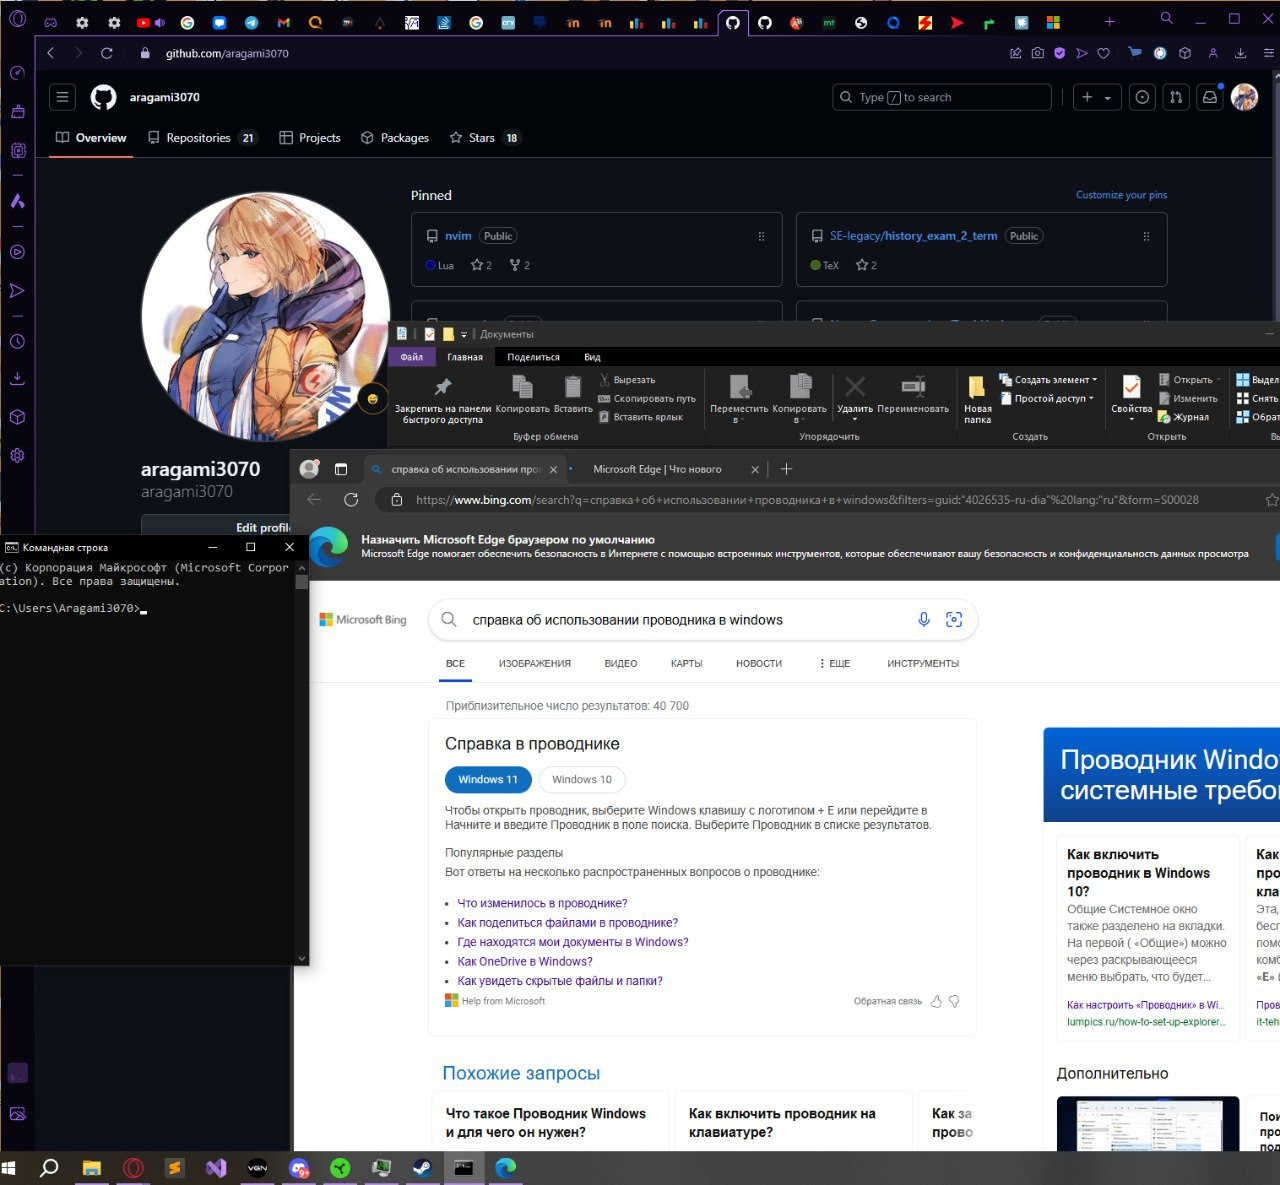 github.com/aragami3070
aragami3070
Type / to search
Overview
Repositories 21
Projects
Packages
Stars 18
Pinned
Customize your pins
nvim Public
Lua 2 2
SE-legacy/history_exam_2_term Public
TeX 2
aragami3070
aragami3070
Edit profile
Документы
Файл Главная Поделиться Вид
Закрепить на панели быстрого доступа
Копировать
Вставить
Вырезать
Скопировать путь
Вставить ярлык
Буфер обмена
Переместить в
Копировать в
Удалить
Переименовать
Упорядочить
Новая папка
Создать элемент
Простой доступ
Создать
Свойства
Открыть
Изменить
Журнал
Открыть
Выдел
Снять
Обрат
справка об использовании про
Microsoft Edge | Что нового
https://www.bing.com/search?q=справка+об+использовании+проводника+в+windows&filters=guid:"4026535-ru-dia"%20lang:"ru"&form=S00028
Назначить Microsoft Edge браузером по умолчанию
Microsoft Edge помогает обеспечить безопасность в Интернете с помощью встроенных инструментов, которые обеспечивают вашу безопасность и конфиденциальность данных просмотра
Командная строка
(c) Корпорация Майкрософт (Microsoft Corpor
ation). Все права защищены.
C:\Users\Aragami3070>
Microsoft Bing
справка об использовании проводника в windows
ВСЕ ИЗОБРАЖЕНИЯ ВИДЕО КАРТЫ НОВОСТИ ЕЩЕ ИНСТРУМЕНТЫ
Приблизительное число результатов: 40 700
Справка в проводнике
Windows 11 Windows 10
Чтобы открыть проводник, выберите Windows клавишу с логотипом + E или перейдите в
Начните и введите Проводник в поле поиска. Выберите Проводник в списке результатов.
Популярные разделы
Вот ответы на несколько распространенных вопросов о проводнике:
Что изменилось в проводнике?
Как поделиться файлами в проводнике?
Где находятся мои документы в Windows?
Как OneDrive в Windows?
Как увидеть скрытые файлы и папки?
Help from Microsoft
Обратная связь
Похожие запросы
Что такое Проводник Windows
и для чего он нужен?
Как включить проводник на
клавиатуре?
Как за
прово
Проводник Windo
системные требо
Как включить
проводник в Windows
10?
Общие Системное окно
также разделено на вкладки.
На первой ( «Общие») можно
через раскрывающееся
меню выбрать, что будет...
Как настроить «Проводник» в Wi...
lumpics.ru/how-to-set-up-explorer...
Как
про
кла
Эта,
бесп
помо
комб
«E» (
Пров
it-teh
Дополнительно
Пои
про
под
VGN
9+